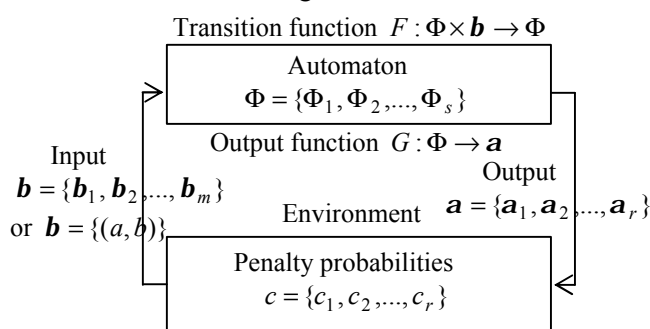 Transition function F : Φ × b → Φ
Automaton
Φ = {Φ₁, Φ₂,..., Φₛ}
Output function G : Φ → a
Input
b = {b₁, b₂,..., bₘ}
or b = {(a, b)}
Output
a = {a₁, a₂,..., aᵣ}
Environment
Penalty probabilities
c = {c₁, c₂,..., cᵣ}